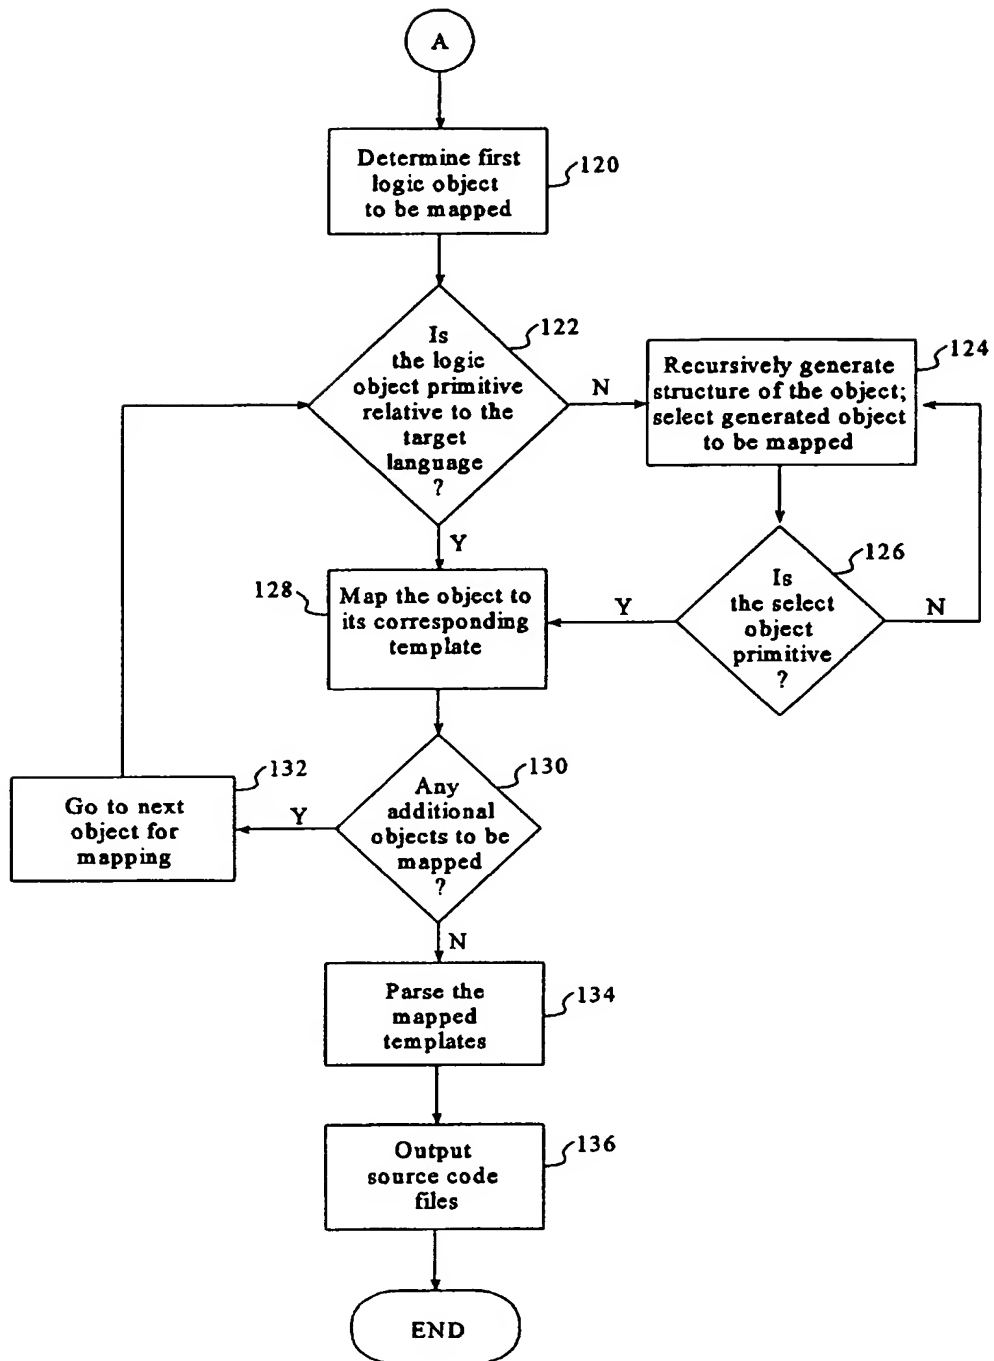 A
Determine first
logic object
to be mapped
120
Is
the logic
object primitive
relative to the
target
language
?
122
N
Y
Recursively generate
structure of the object;
select generated object
to be mapped
124
Is
the select
object
primitive
?
126
Y
N
128
Map the object to
its corresponding
template
Any
additional
objects to be
mapped
?
130
Y
N
Go to next
object for
mapping
132
Parse the
mapped
templates
134
Output
source code
files
136
END